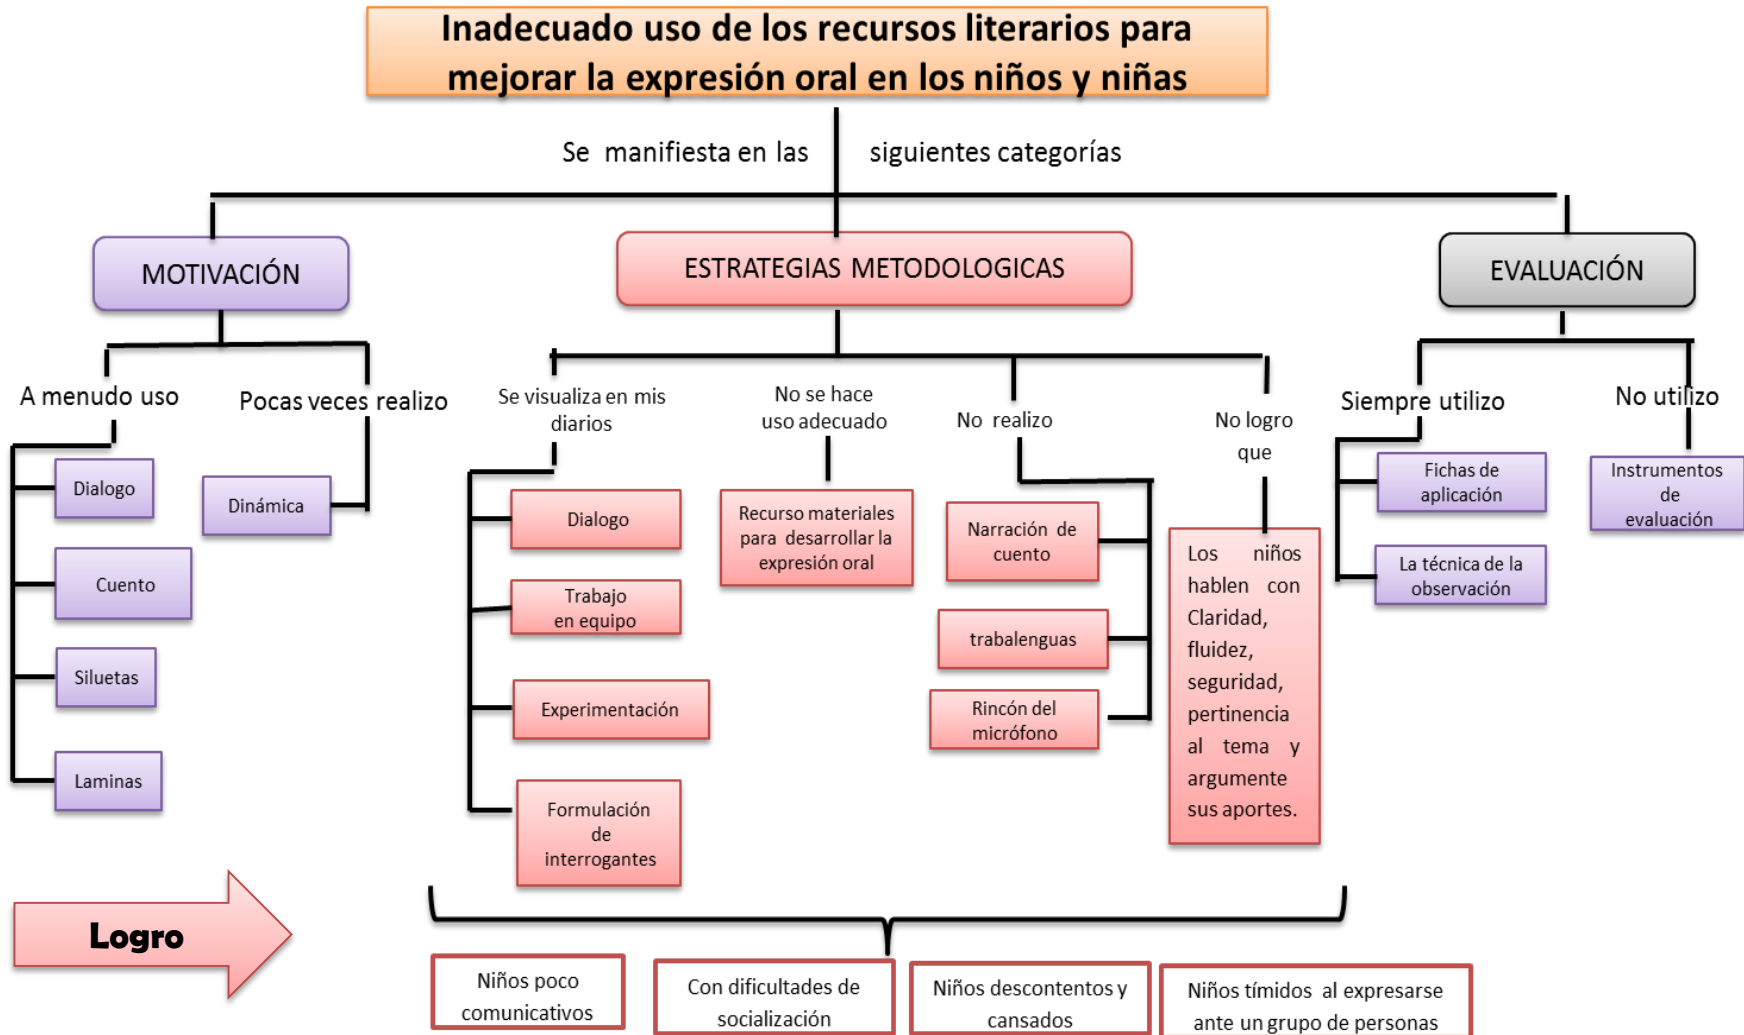 Inadecuado uso de los recursos literarios para
mejorar la expresión oral en los niños y niñas
Se manifiesta en las siguientes categorías
MOTIVACIÓN
ESTRATEGIAS METODOLOGICAS
EVALUACIÓN
A menudo uso
Pocas veces realizo
Dialogo
Cuento
Siluetas
Laminas
Dinámica
Se visualiza en mis
diarios
No se hace
uso adecuado
No realizo
No logro
que
Dialogo
Trabajo
en equipo
Experimentación
Formulación
de
interrogantes
Recurso materiales
para desarrollar la
expresión oral
Narración de
cuento
trabalenguas
Rincón del
micrófono
Los niños
hablen con
Claridad,
fluidez,
seguridad,
pertinencia
al tema y
argumente
sus aportes.
Siempre utilizo
No utilizo
Fichas de
aplicación
La técnica de la
observación
Instrumentos
de
evaluación
Logro
Niños poco
comunicativos
Con dificultades de
socialización
Niños descontentos y
cansados
Niños tímidos al expresarse
ante un grupo de personas